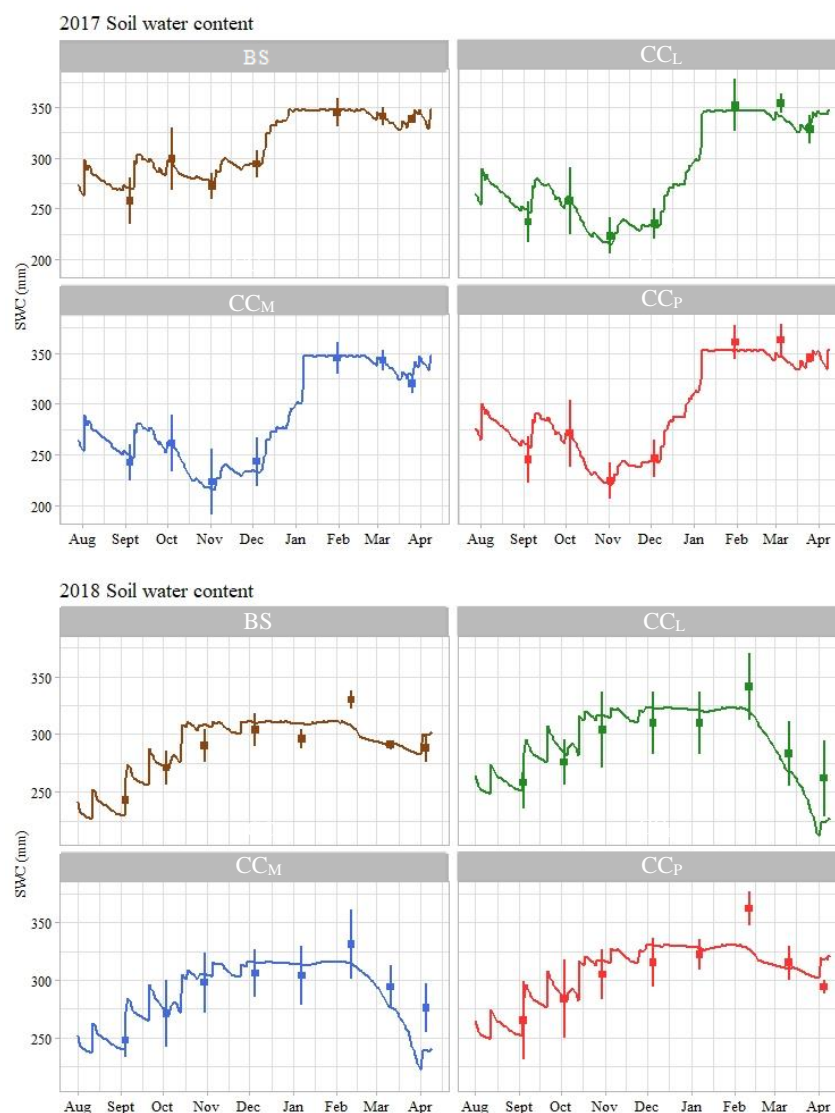 2017 Soil water content
BS
CCL
350
300
250
200
SWC (mm)
CCM
CCP
350
300
250
200
Aug Sept Oct Nov Dec Jan Feb Mar Apr
Aug Sept Oct Nov Dec Jan Feb Mar Apr
2018 Soil water content
BS
CCL
350
300
250
SWC (mm)
CCM
CCP
350
300
250
Aug Sept Oct Nov Dec Jan Feb Mar Apr
Aug Sept Oct Nov Dec Jan Feb Mar Apr